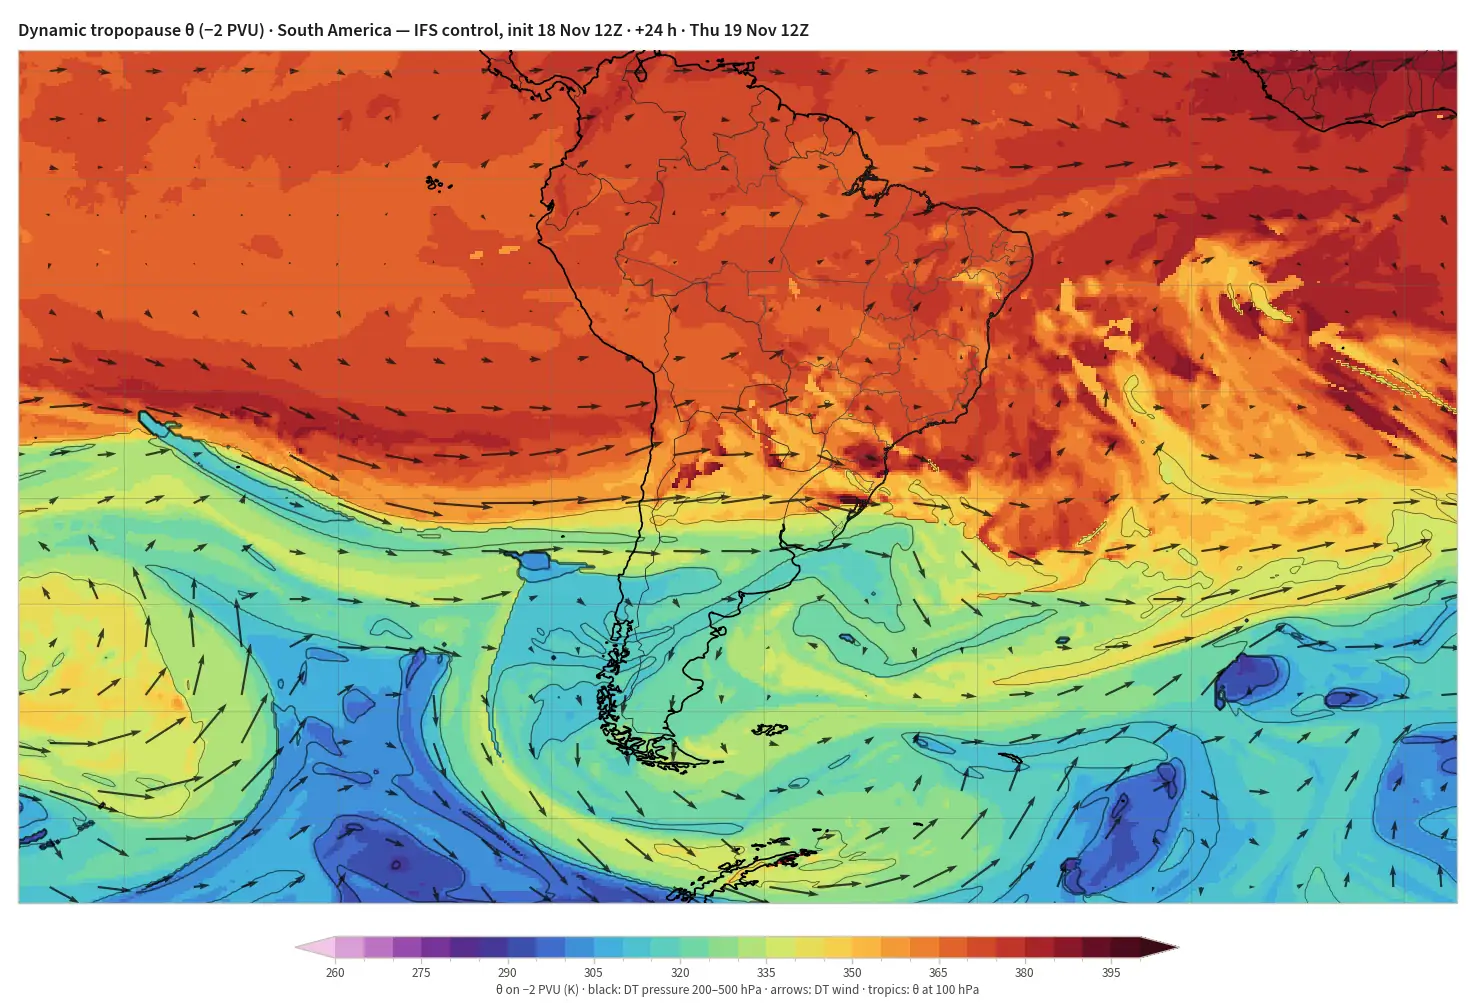 Dynamic tropopause θ (−2 PVU) · South America — IFS control, init 18 Nov 12Z · +24 h · Thu 19 Nov 12Z
260 275 290 305 320 335 350 365 380 395
θ on −2 PVU (K) · black: DT pressure 200–500 hPa · arrows: DT wind · tropics: θ at 100 hPa